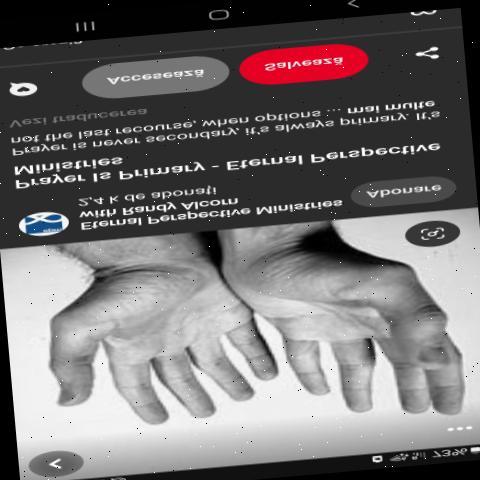 73%
Eternal Perspective Ministries
with Randy Alcorn
2,4 k de abonați
Abonare
Prayer Is Primary - Eternal Perspective
Ministries
Prayer is never secondary, it's always primary. It's
not the last recourse, when options ... mai multe
Vezi traducerea
Accesează
Salvează